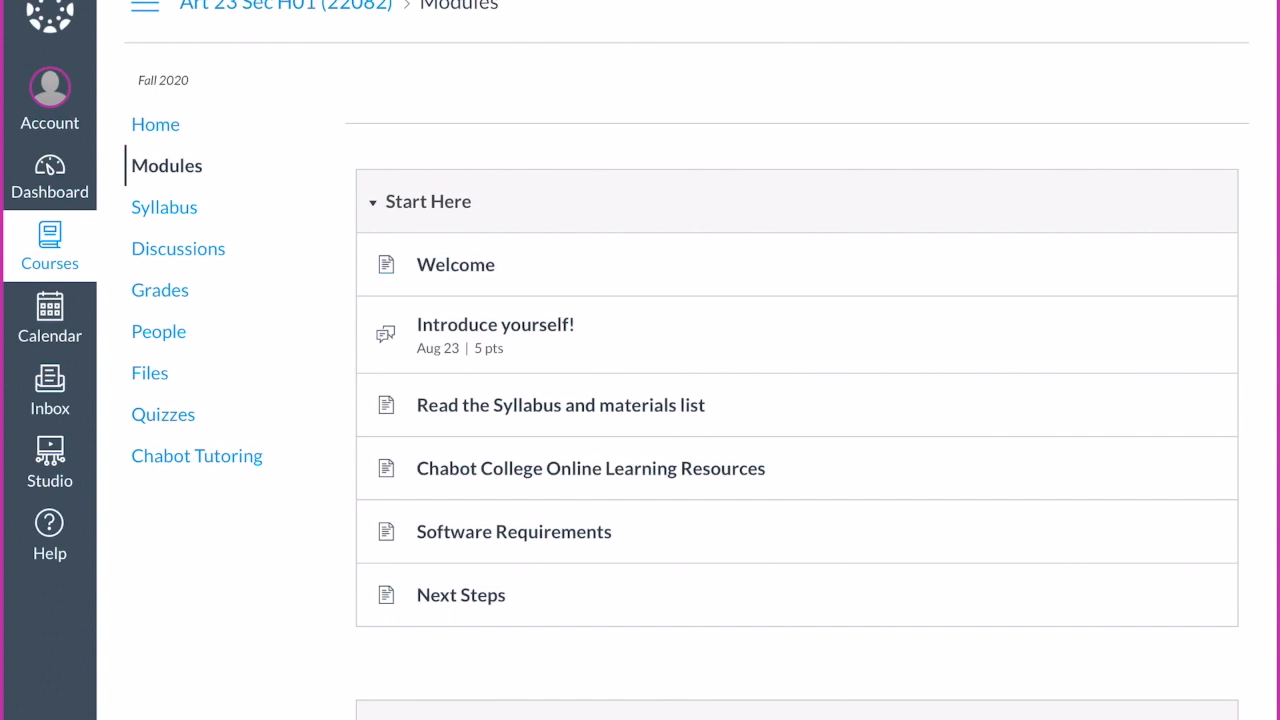 Art 23 Sec H01 (22082) > Modules
Account
Dashboard
Courses
Calendar
Inbox
Studio
Help
Fall 2020
Home
Modules
Syllabus
Discussions
Grades
People
Files
Quizzes
Chabot Tutoring
Start Here
Welcome
Introduce yourself!
Aug 23 | 5 pts
Read the Syllabus and materials list
Chabot College Online Learning Resources
Software Requirements
Next Steps